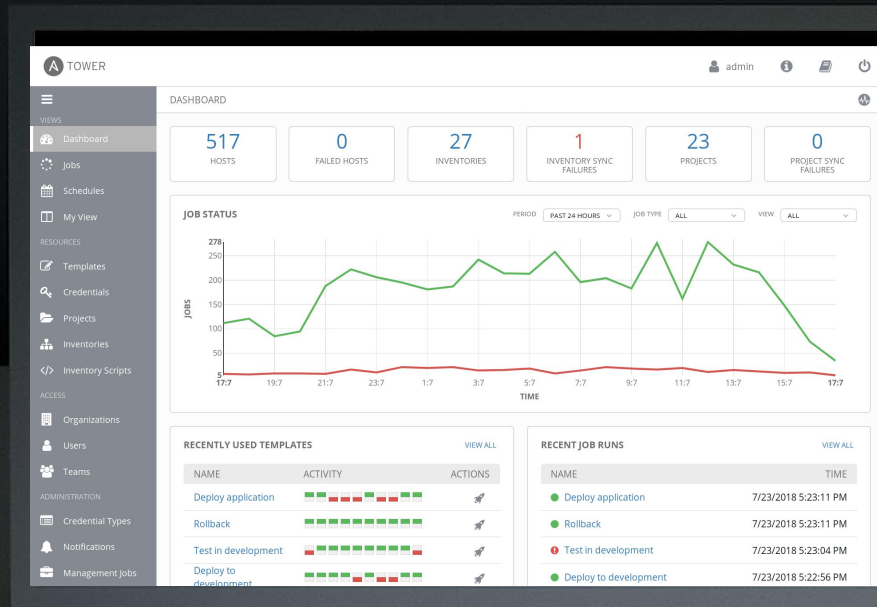 A TOWER
admin
DASHBOARD
VIEWS
Dashboard
Jobs
Schedules
My View
RESOURCES
Templates
Credentials
Projects
Inventories
Inventory Scripts
ACCESS
Organizations
Users
Teams
ADMINISTRATION
Credential Types
Notifications
Management Jobs
517
HOSTS
0
FAILED HOSTS
27
INVENTORIES
1
INVENTORY SYNC
FAILURES
23
PROJECTS
0
PROJECT SYNC
FAILURES
JOB STATUS
PERIOD PAST 24 HOURS JOB TYPE ALL VIEW ALL
278
250
200
150
100
50
5
JOBS
17:7 19:7 21:7 23:7 1:7 3:7 5:7 7:7 9:7 11:7 13:7 15:7 17:7
TIME
RECENTLY USED TEMPLATES VIEW ALL
NAME ACTIVITY ACTIONS
Deploy application
Rollback
Test in development
Deploy to
development
RECENT JOB RUNS VIEW ALL
NAME TIME
Deploy application 7/23/2018 5:23:11 PM
Rollback 7/23/2018 5:23:11 PM
Test in development 7/23/2018 5:23:04 PM
Deploy to development 7/23/2018 5:22:56 PM